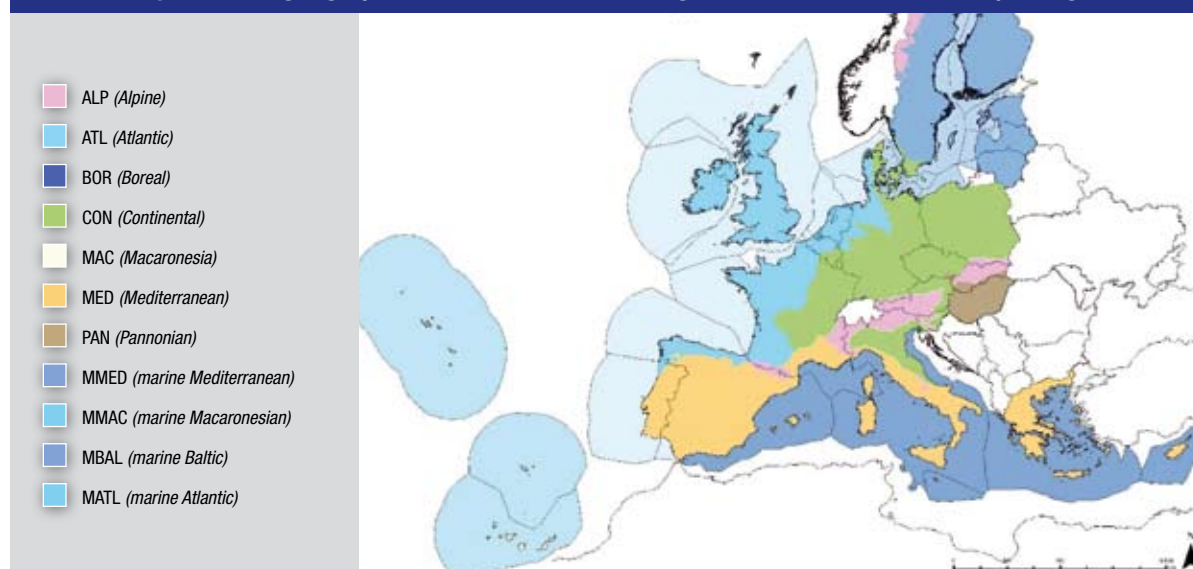 ALP (Alpine)
ATL (Atlantic)
BOR (Boreal)
CON (Continental)
MAC (Macaronesia)
MED (Mediterranean)
PAN (Pannonian)
MMED (marine Mediterranean)
MMAC (marine Macaronesian)
MBAL (marine Baltic)
MATL (marine Atlantic)